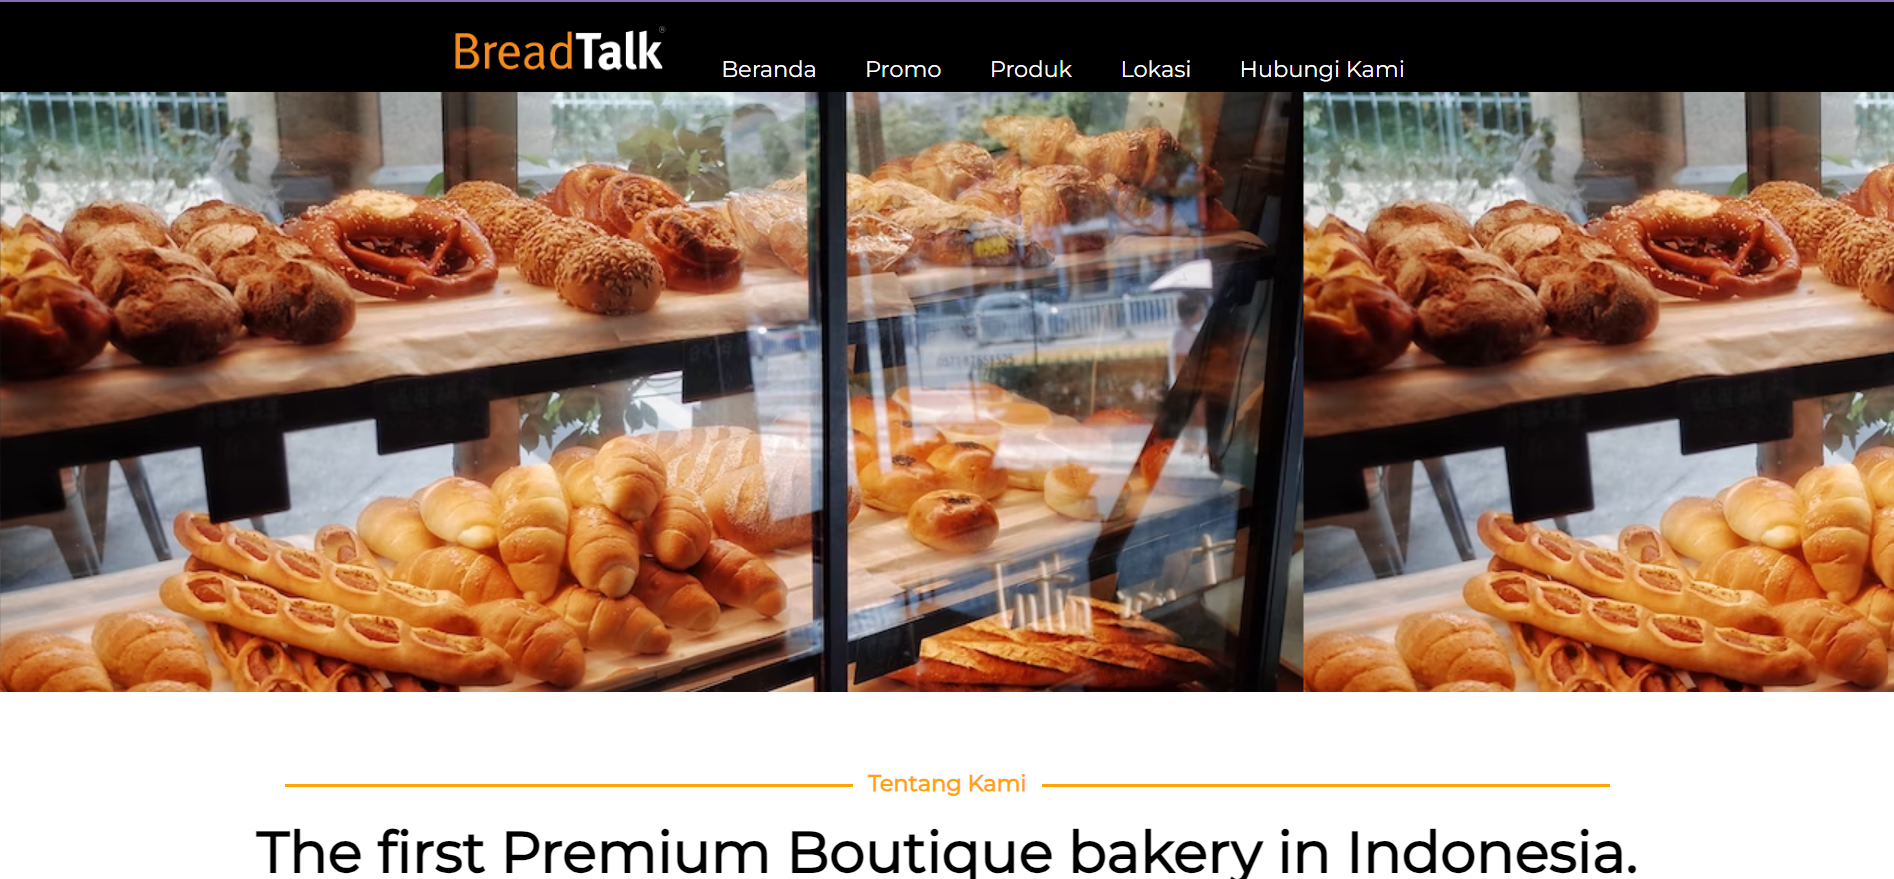 BreadTalk®
Beranda Promo Produk Lokasi Hubungi Kami
Tentang Kami
The first Premium Boutique bakery in Indonesia.